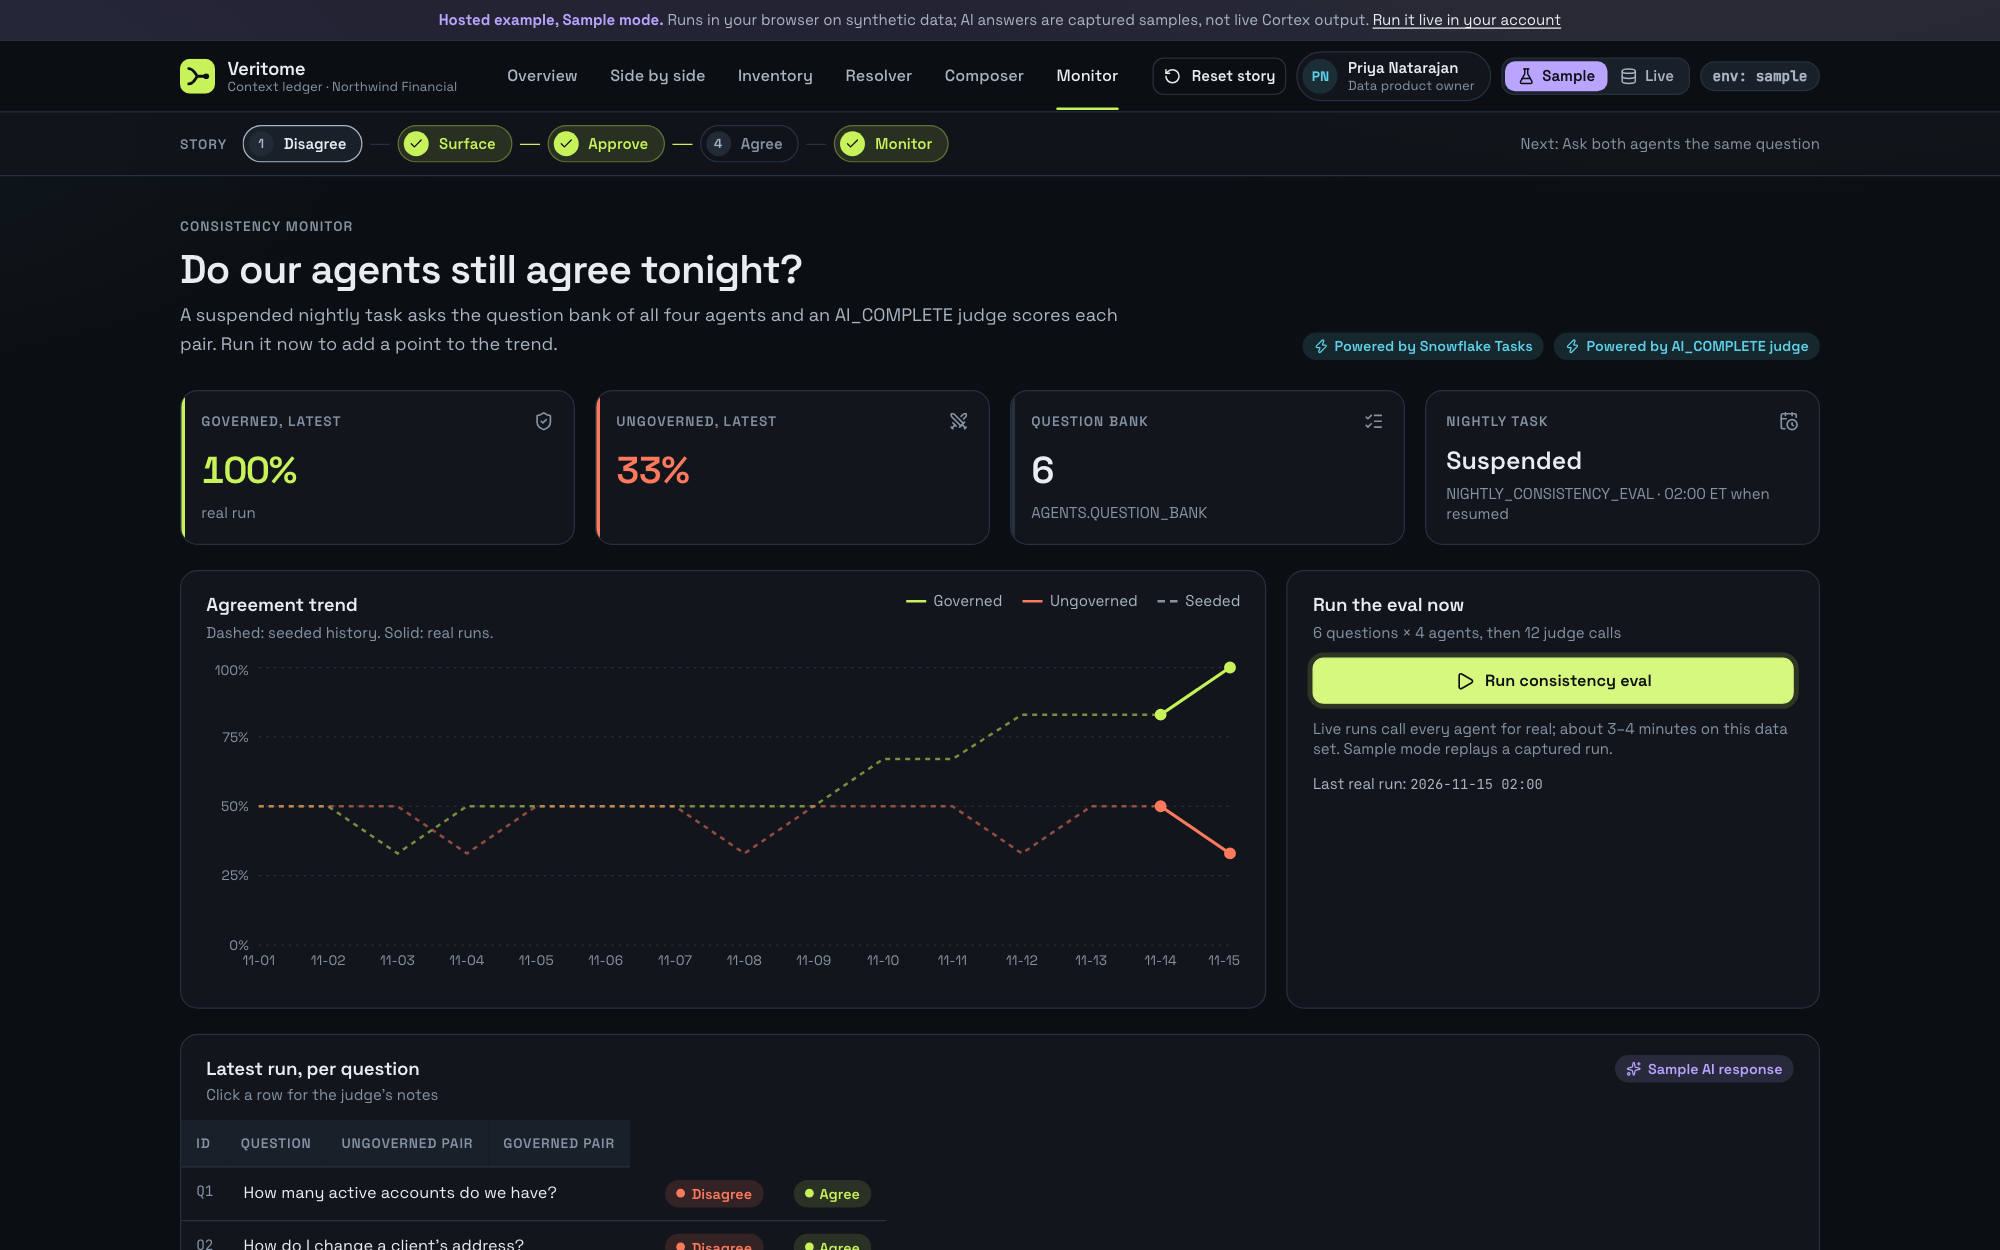 Hosted example, Sample mode. Runs in your browser on synthetic data; AI answers are captured samples, not live Cortex output. Run it live in your account
Veritome
Context ledger · Northwind Financial
Overview
Side by side
Inventory
Resolver
Composer
Monitor
Reset story
PN
Priya Natarajan
Data product owner
Sample
Live
env: sample
STORY
1 Disagree
Surface
Approve
4 Agree
Monitor
Next: Ask both agents the same question
CONSISTENCY MONITOR
Do our agents still agree tonight?
A suspended nightly task asks the question bank of all four agents and an AI_COMPLETE judge scores each
pair. Run it now to add a point to the trend.
Powered by Snowflake Tasks
Powered by AI_COMPLETE judge
GOVERNED, LATEST
100%
real run
UNGOVERNED, LATEST
33%
QUESTION BANK
6
AGENTS.QUESTION_BANK
NIGHTLY TASK
Suspended
NIGHTLY_CONSISTENCY_EVAL · 02:00 ET when
resumed
Agreement trend
Dashed: seeded history. Solid: real runs.
Governed
Ungoverned
Seeded
100%
75%
50%
25%
0%
11-01 11-02 11-03 11-04 11-05 11-06 11-07 11-08 11-09 11-10 11-11 11-12 11-13 11-14 11-15
Run the eval now
6 questions × 4 agents, then 12 judge calls
Run consistency eval
Live runs call every agent for real; about 3–4 minutes on this data
set. Sample mode replays a captured run.
Last real run: 2026-11-15 02:00
Latest run, per question
Click a row for the judge's notes
Sample AI response
ID QUESTION UNGOVERNED PAIR GOVERNED PAIR
Q1 How many active accounts do we have? Disagree Agree
Q2 How do I change a client's address? Disagree Agree